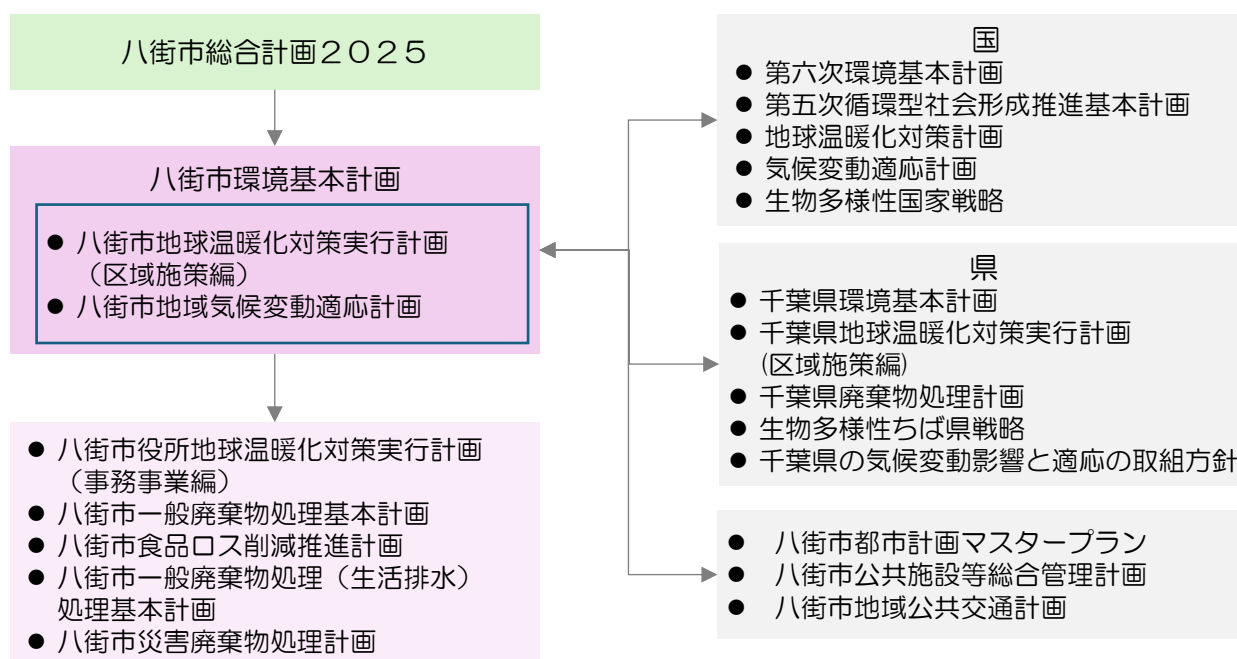 八街市総合計画２０２５
八街市環境基本計画
● 八街市地球温暖化対策実行計画
（区域施策編）
● 八街市地域気候変動適応計画
● 八街市役所地球温暖化対策実行計画
（事務事業編）
● 八街市一般廃棄物処理基本計画
● 八街市食品ロス削減推進計画
● 八街市一般廃棄物処理（生活排水）
処理基本計画
● 八街市災害廃棄物処理計画
国
● 第六次環境基本計画
● 第五次循環型社会形成推進基本計画
● 地球温暖化対策計画
● 気候変動適応計画
● 生物多様性国家戦略
県
● 千葉県環境基本計画
● 千葉県地球温暖化対策実行計画
(区域施策編)
● 千葉県廃棄物処理計画
● 生物多様性ちば県戦略
● 千葉県の気候変動影響と適応の取組方針
● 八街市都市計画マスタープラン
● 八街市公共施設等総合管理計画
● 八街市地域公共交通計画